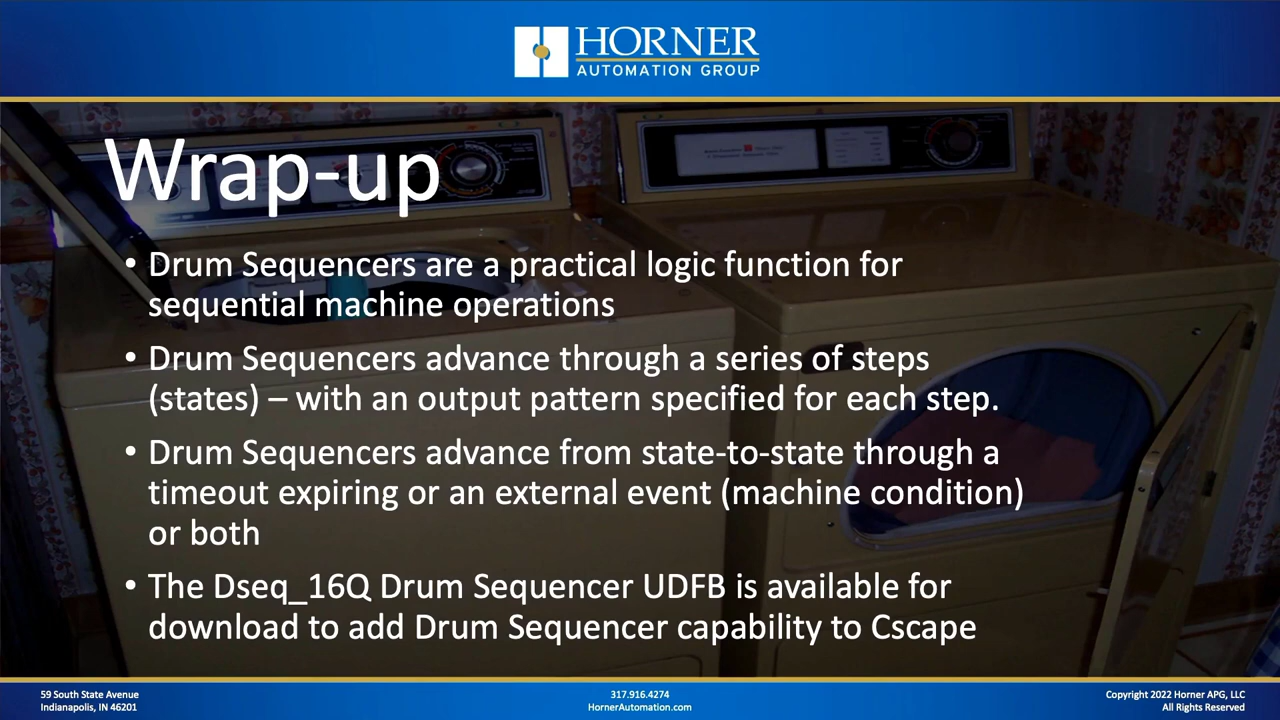 HORNER
AUTOMATION GROUP
Wrap-up
• Drum Sequencers are a practical logic function for
sequential machine operations
• Drum Sequencers advance through a series of steps
(states) – with an output pattern specified for each step.
• Drum Sequencers advance from state-to-state through a
timeout expiring or an external event (machine condition)
or both
• The Dseq_16Q Drum Sequencer UDFB is available for
download to add Drum Sequencer capability to Cscape
59 South State Avenue
Indianapolis, IN 46201
317.916.4274
HornerAutomation.com
Copyright 2022 Horner APG, LLC
All Rights Reserved